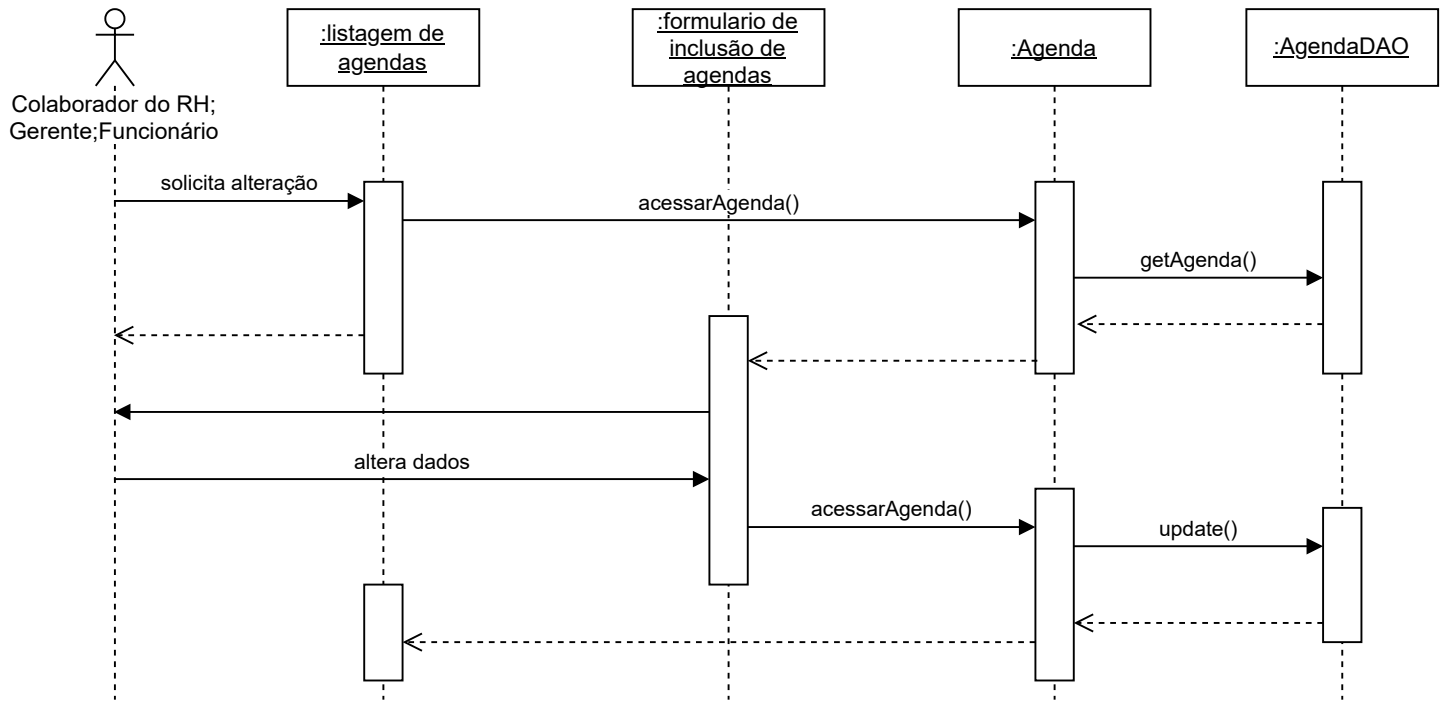 :listagem de
agendas
:formulario de
inclusão de
agendas
:Agenda
:AgendaDAO
Colaborador do RH;
Gerente;Funcionário
solicita alteração
acessarAgenda()
getAgenda()
altera dados
acessarAgenda()
update()